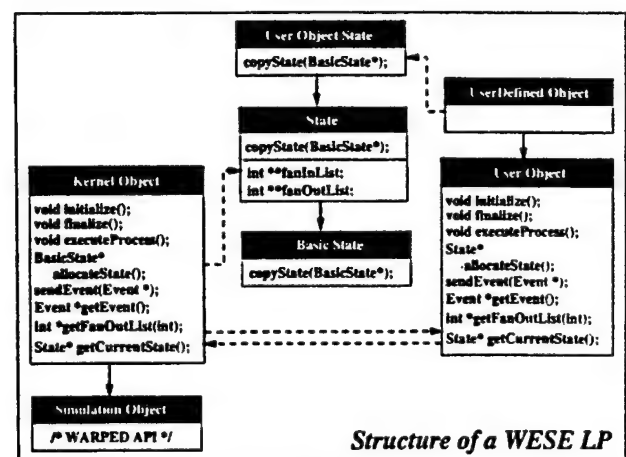 User Object State
copyState(BasicState*);
UserDefined Object
State
copyState(BasicState*);
int **fanInList;
int **fanOutList;
Kernel Object
void initialize();
void finalize();
void executeProcess();
BasicState*
allocateState();
sendEvent(Event *);
Event *getEvent();
int *getFanOutList(int);
State* getCurrentState();
Basic State
copyState(BasicState*);
User Object
void initialize();
void finalize();
void executeProcess();
State*
allocateState();
sendEvent(Event *);
Event *getEvent();
int *getFanOutList(int);
State* getCurrentState();
Simulation Object
/* WARPED API */
Structure of a WESE LP